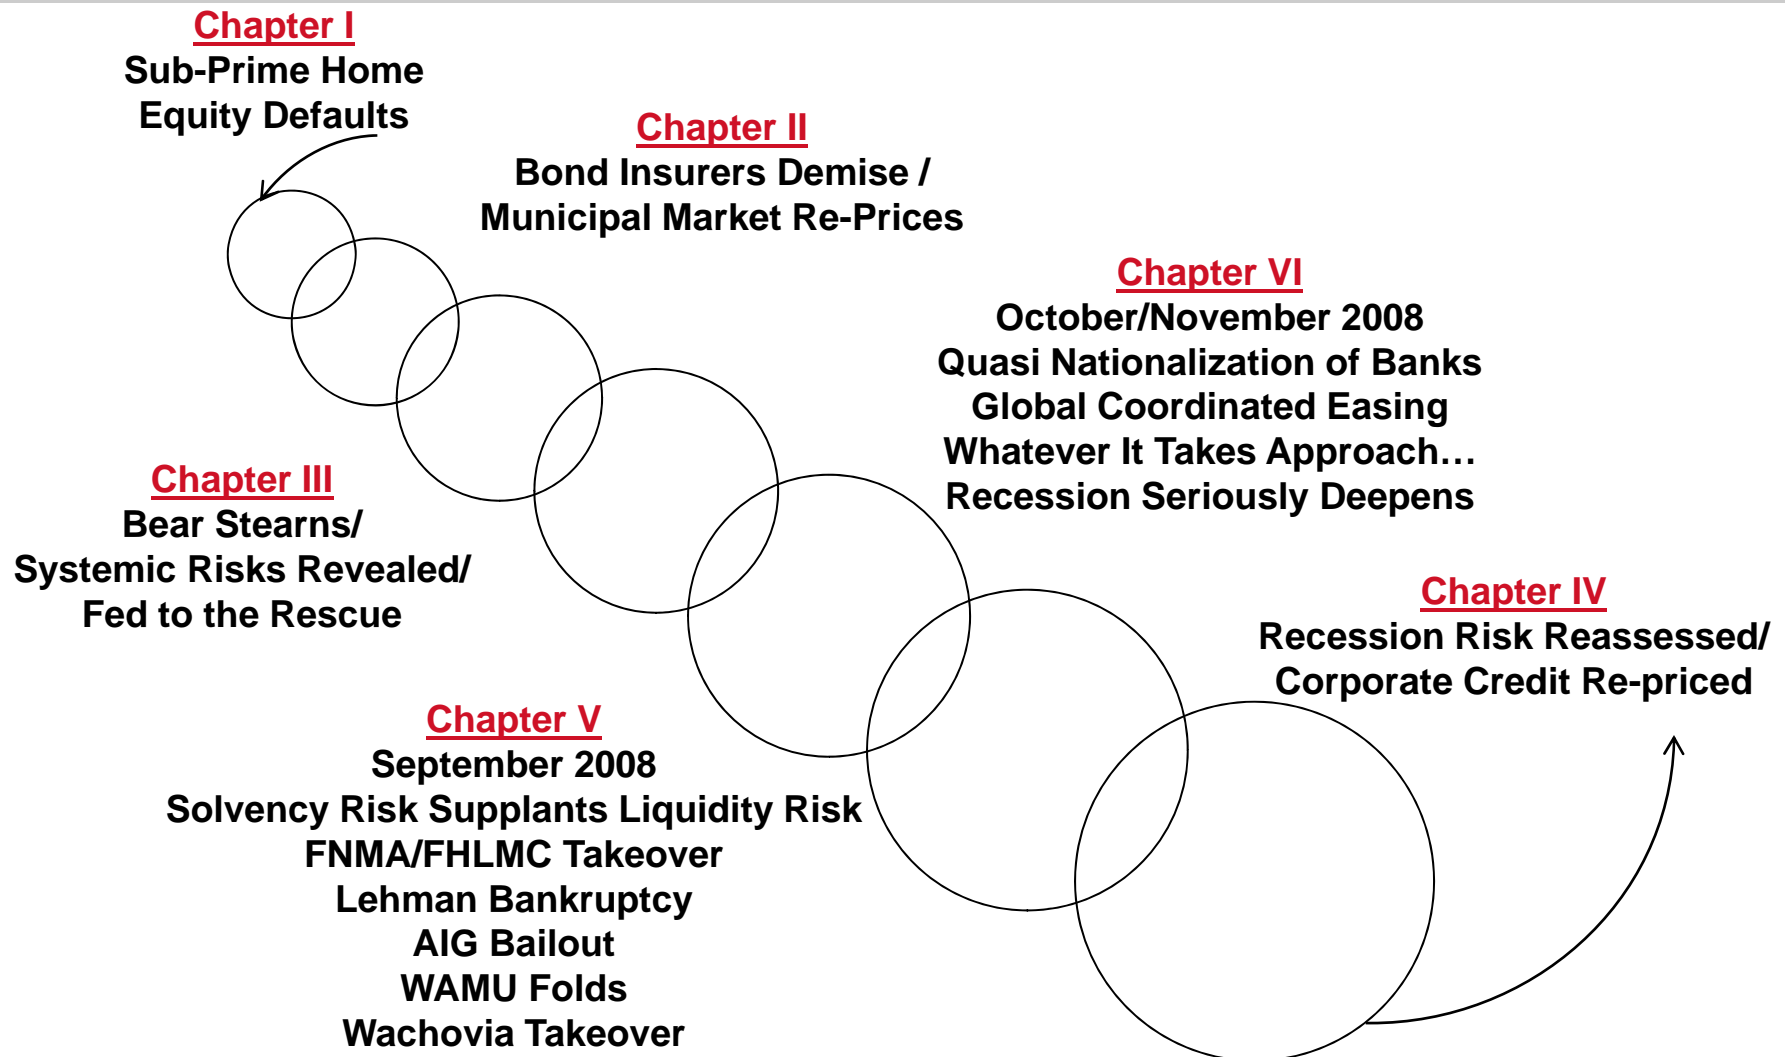 Chapter I
Sub-Prime Home
Equity Defaults
Chapter II
Bond Insurers Demise /
Municipal Market Re-Prices
Chapter VI
October/November 2008
Quasi Nationalization of Banks
Global Coordinated Easing
Whatever It Takes Approach…
Recession Seriously Deepens
Chapter III
Bear Stearns/
Systemic Risks Revealed/
Fed to the Rescue
Chapter IV
Recession Risk Reassessed/
Corporate Credit Re-priced
Chapter V
September 2008
Solvency Risk Supplants Liquidity Risk
FNMA/FHLMC Takeover
Lehman Bankruptcy
AIG Bailout
WAMU Folds
Wachovia Takeover